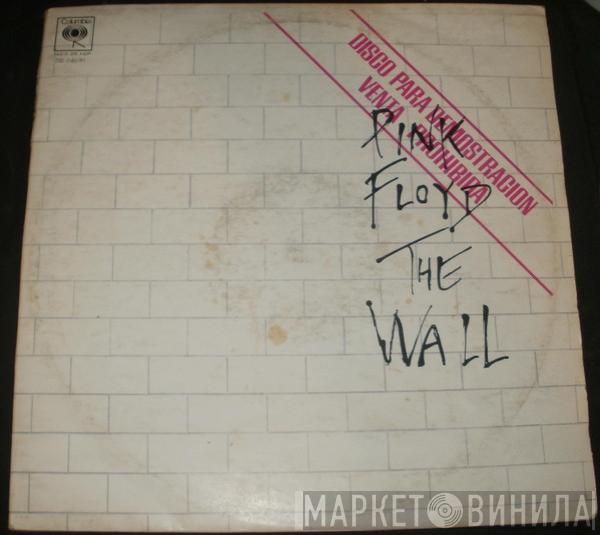 Columbia
DISCO PARA DEMOSTRACION
VENTA PROHIBIDA
PINK
FLOYD
THE
WALL
МАРКЕТ ВИНИЛА